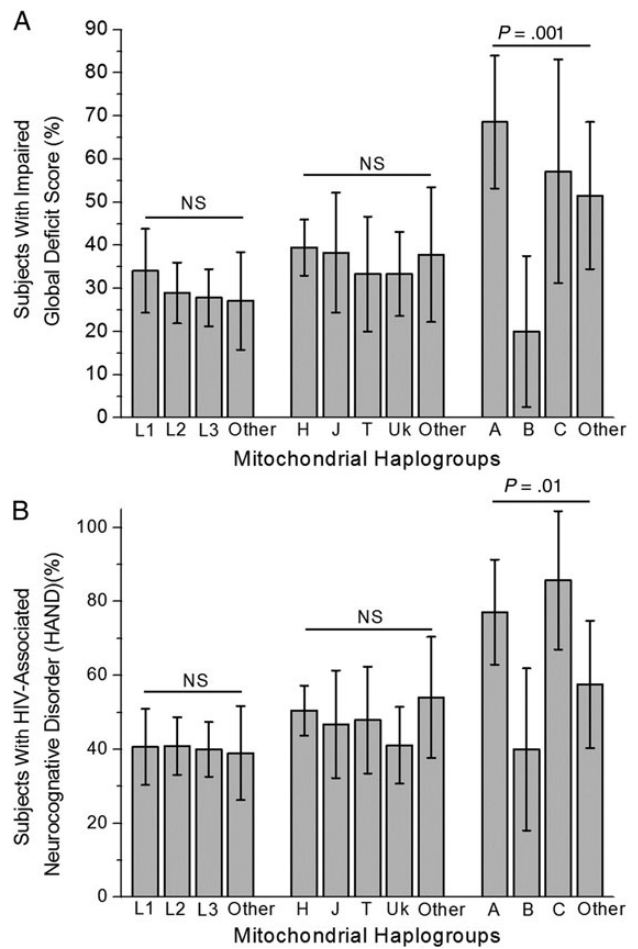 A
Subjects With Impaired
Global Deficit Score (%)
90
80
70
60
50
40
30
20
10
0
NS
NS
P = .001
L1 L2 L3 Other H J T Uk Other A B C Other
Mitochondrial Haplogroups
B
Subjects With HIV-Associated
Neurocognative Disorder (HAND)(%)
100
80
60
40
20
0
NS
NS
P = .01
L1 L2 L3 Other H J T Uk Other A B C Other
Mitochondrial Haplogroups